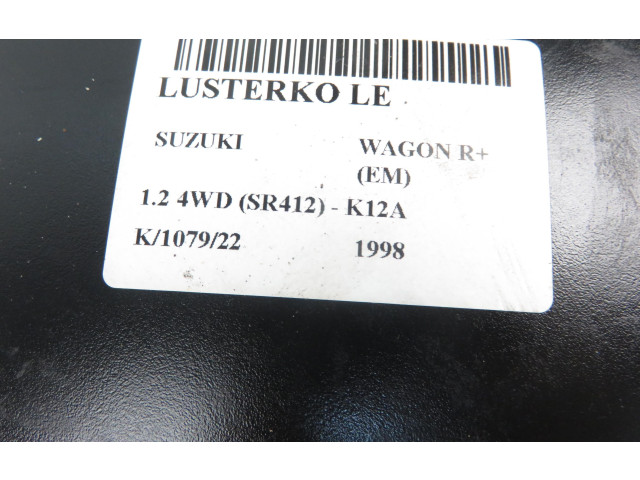 LUSTERKO LE
SUZUKI WAGON R+
(EM)
1.2 4WD (SR412) - K12A
K/1079/22 1998